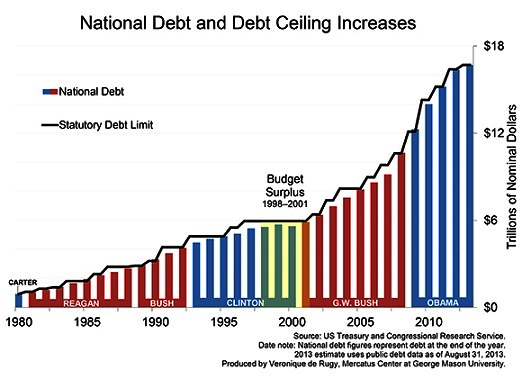 National Debt and Debt Ceiling Increases
$18
National Debt
Statutory Debt Limit
$12
Budget
Surplus
1998–2001
Trillions of Nominal Dollars
$6
CARTER
REAGAN
BUSH
CLINTON
G.W. BUSH
OBAMA
$0
1980
1985
1990
1995
2000
2005
2010
Source: US Treasury and Congressional Research Service.
Date note: National debt figures represent debt at the end of the year.
2013 estimate uses public debt data as of August 31, 2013.
Produced by Veronique de Rugy, Mercatus Center at George Mason University.